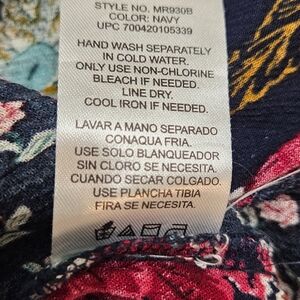 STYLE NO. MR930B
COLOR: NAVY
UPC 700420105339
HAND WASH SEPARATELY
IN COLD WATER.
ONLY USE NON-CHLORINE
BLEACH IF NEEDED.
LINE DRY.
COOL IRON IF NEEDED.
LAVAR A MANO SEPARADO
CONAQUA FRIA.
USE SOLO BLANQUEADOR
SIN CLORO SE NECESITA.
CUANDO SECAR COLGADO.
USE PLANCHA TIBIA
FIRA SE NECESITA.